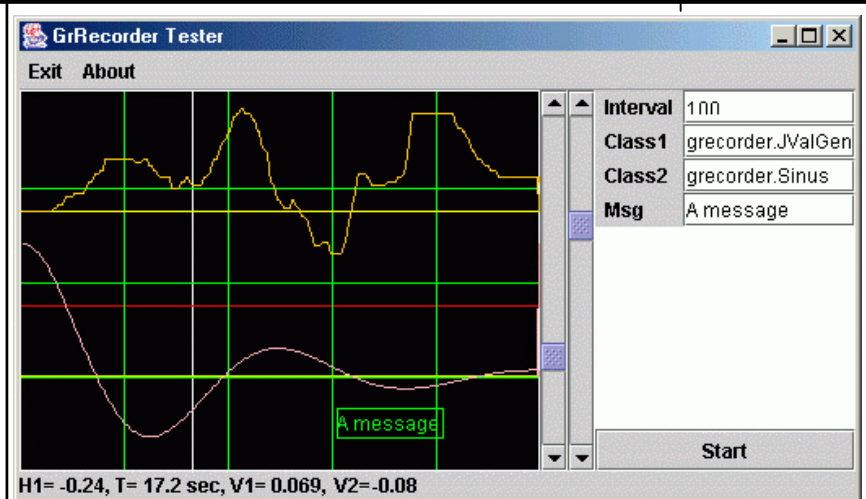 GrRecorder Tester
Exit About
Interval 100
Class1 grecorder.JValGen
Class2 grecorder.Sinus
Msg A message
A message
Start
H1= -0.24, T= 17.2 sec, V1= 0.069, V2=-0.08